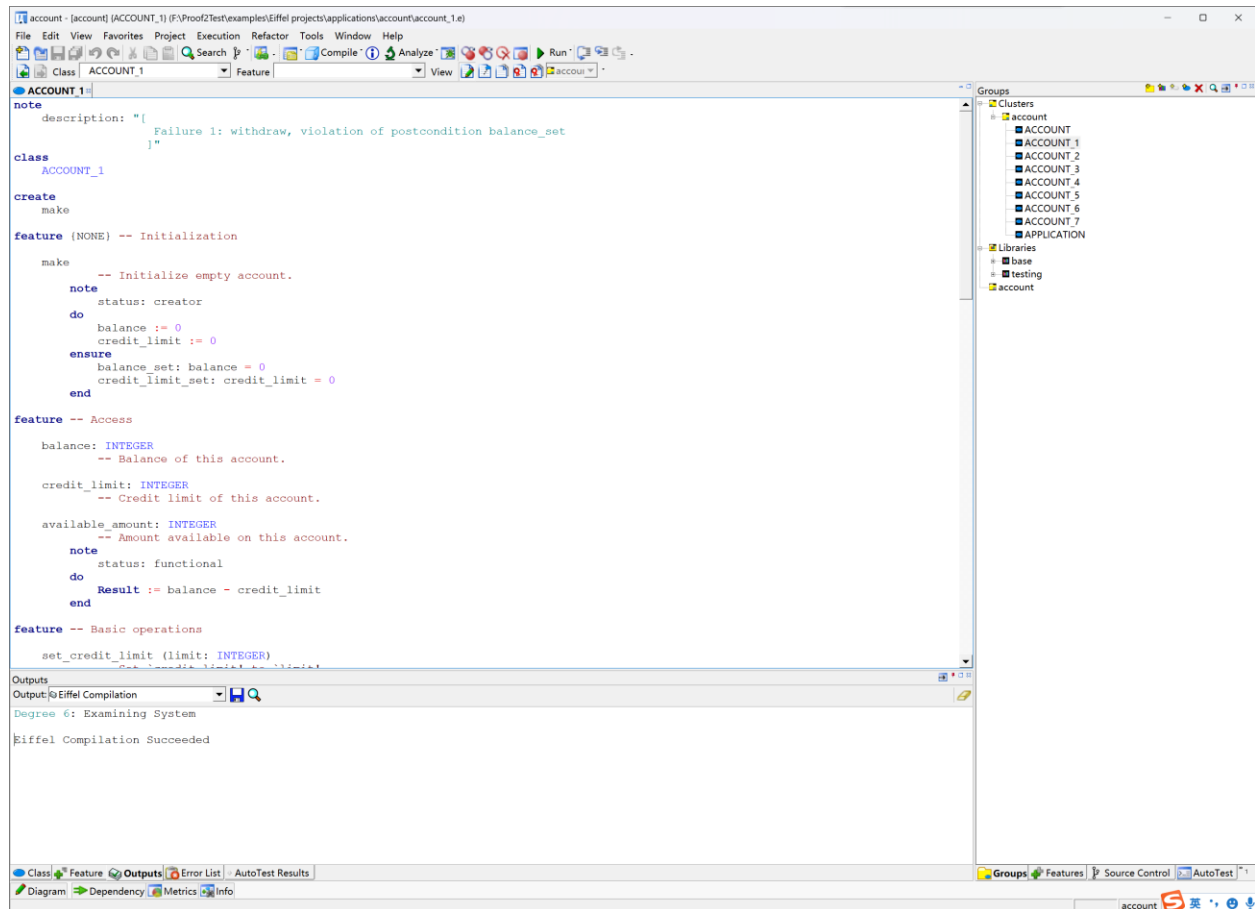 account - [account] (ACCOUNT_1) (F:\Proof2Test\examples\Eiffel projects\applications\account\account_1.e)
File Edit View Favorites Project Execution Refactor Tools Window Help
Search Compile Analyze Run
Class ACCOUNT_1 Feature View accour
ACCOUNT_1
note
description: "[
Failure 1: withdraw, violation of postcondition balance_set
]"
class
ACCOUNT_1
create
make
feature {NONE} -- Initialization
make
-- Initialize empty account.
note
status: creator
do
balance := 0
credit_limit := 0
ensure
balance_set: balance = 0
credit_limit_set: credit_limit = 0
end
feature -- Access
balance: INTEGER
-- Balance of this account.
credit_limit: INTEGER
-- Credit limit of this account.
available_amount: INTEGER
-- Amount available on this account.
note
status: functional
do
Result := balance - credit_limit
end
feature -- Basic operations
set_credit_limit (limit: INTEGER)
Groups
Clusters
account
ACCOUNT
ACCOUNT_1
ACCOUNT_2
ACCOUNT_3
ACCOUNT_4
ACCOUNT_5
ACCOUNT_6
ACCOUNT_7
APPLICATION
Libraries
base
testing
account
Outputs
Output: Eiffel Compilation
Degree 6: Examining System
Eiffel Compilation Succeeded
Class Feature Outputs Error List AutoTest Results
Diagram Dependency Metrics Info
Groups Features Source Control AutoTest
account 英